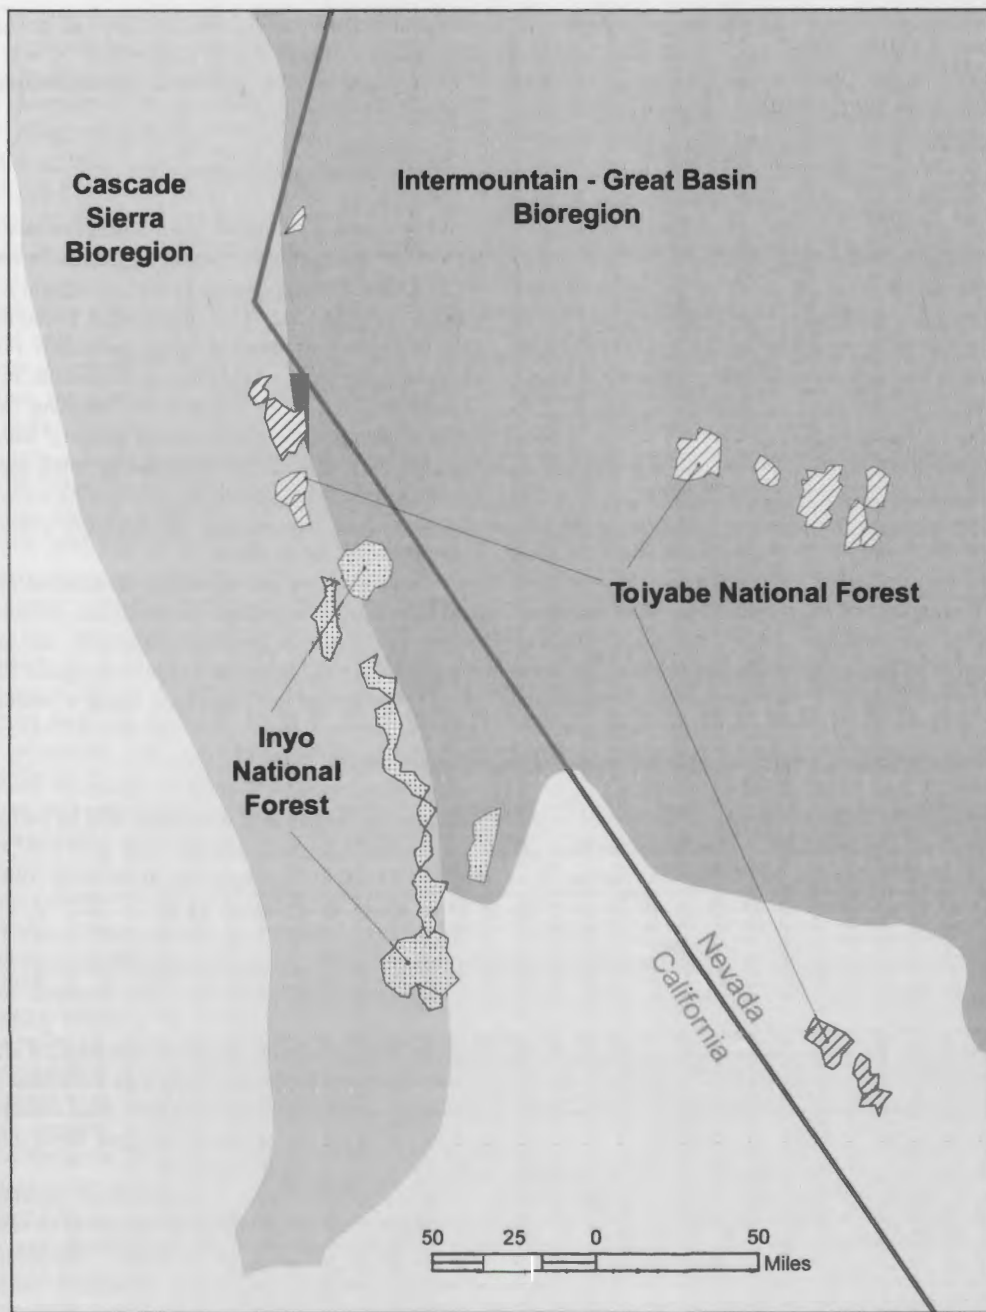 Cascade
Sierra
Bioregion
Intermountain - Great Basin
Bioregion
Toiyabe National Forest
Inyo
National
Forest
Nevada
California
50 25 0 50
Miles